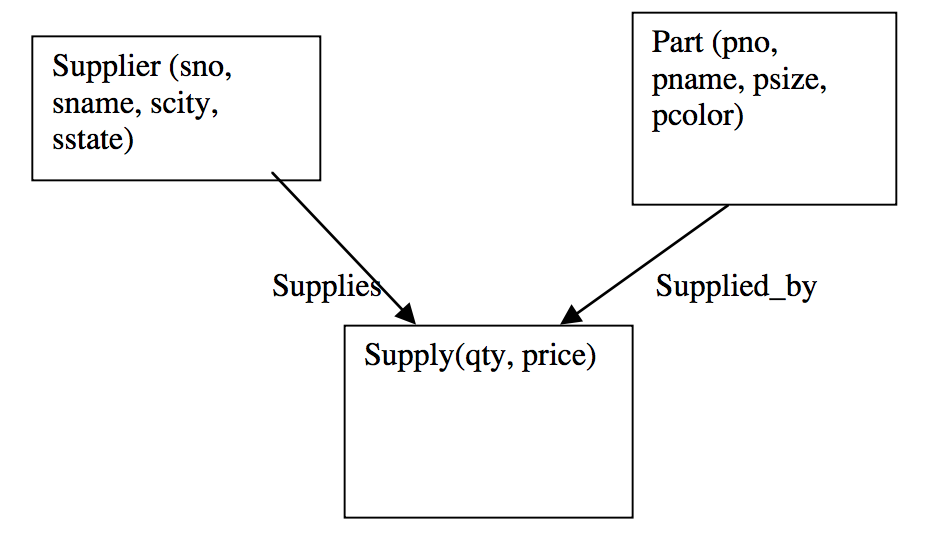 Supplier (sno,
sname, scity,
sstate)
Part (pno,
pname, psize,
pcolor)
Supplies
Supplied_by
Supply(qty, price)